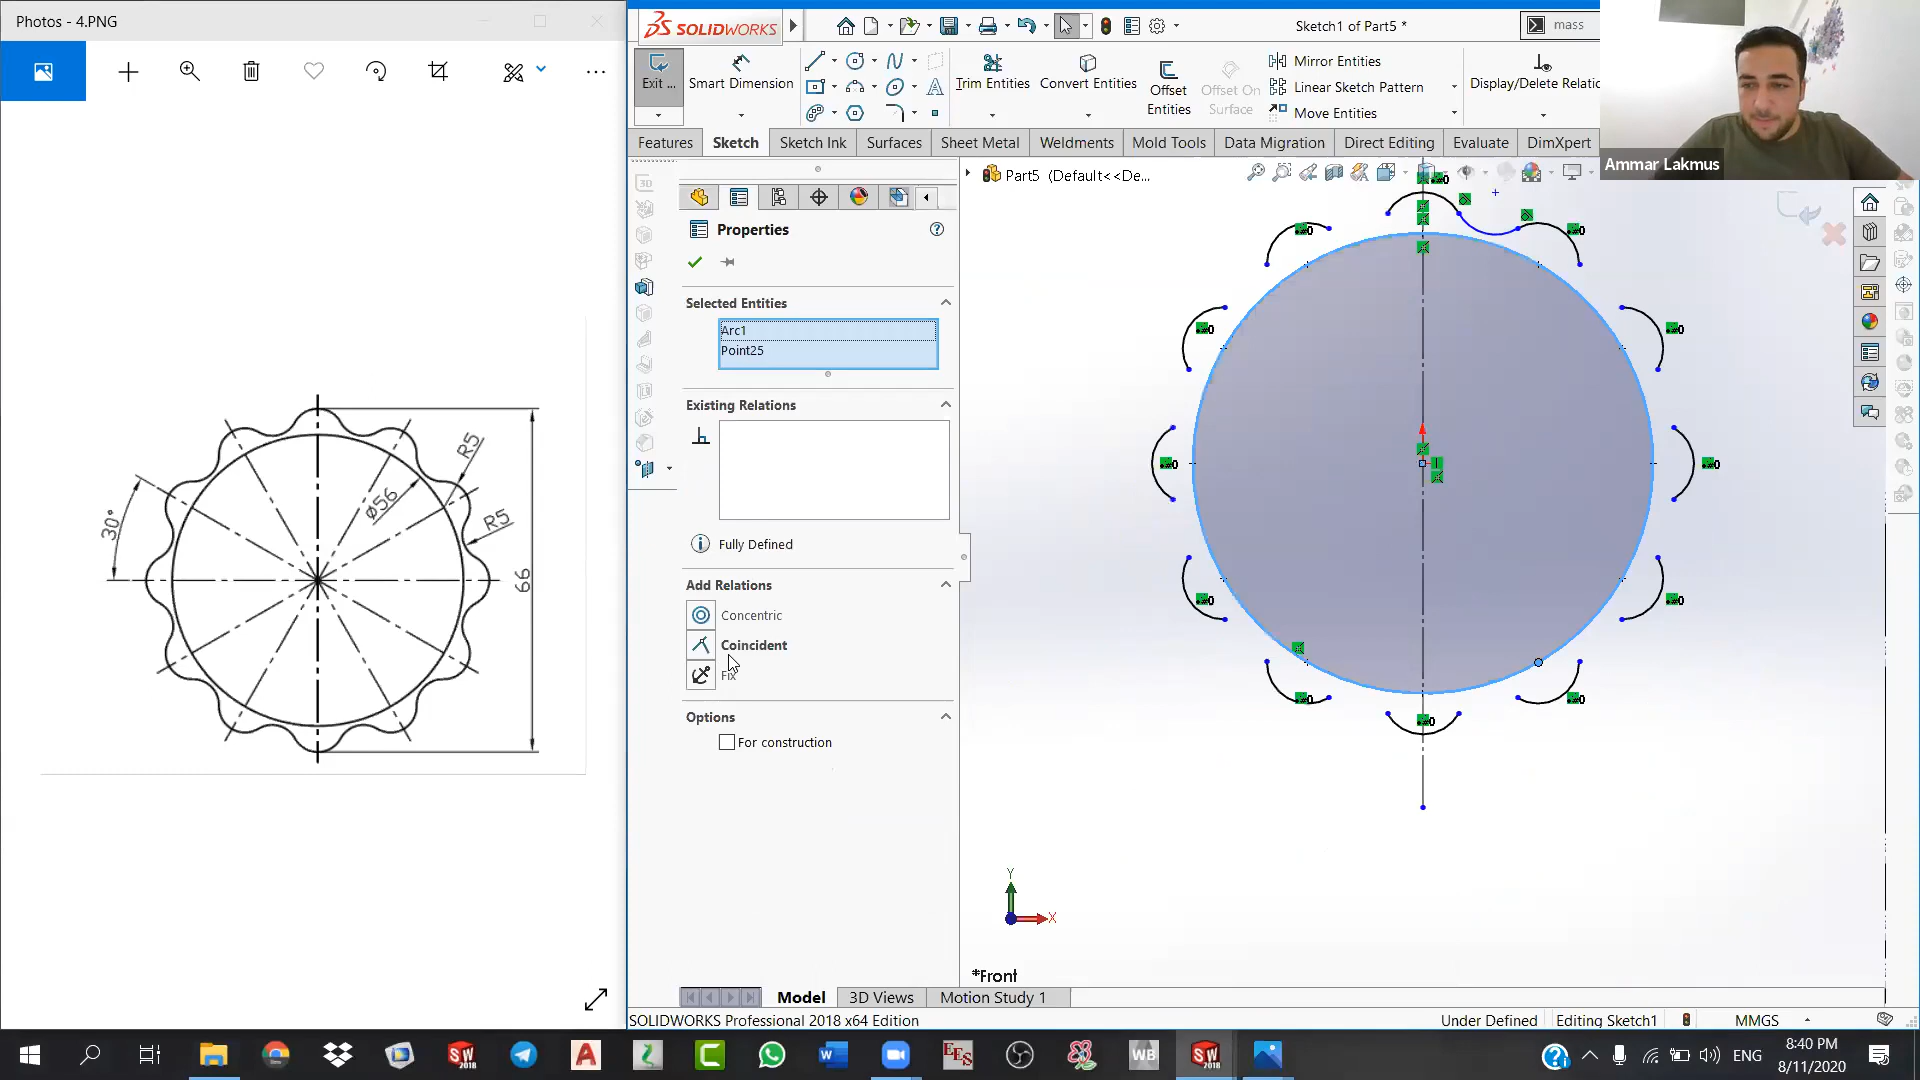 Photos - 4.PNG
SOLIDWORKS
Sketch1 of Part5 *
mass
Exit ...
Smart Dimension
Trim Entities
Convert Entities
Offset
Entities
Offset On
Surface
Mirror Entities
Linear Sketch Pattern
Move Entities
Display/Delete Relatio
Features
Sketch
Sketch Ink
Surfaces
Sheet Metal
Weldments
Mold Tools
Data Migration
Direct Editing
Evaluate
DimXpert
Ammar Lakmus
Part5 (Default<<De...
Properties
Selected Entities
Arc1
Point25
Existing Relations
Fully Defined
Add Relations
Concentric
Coincident
Fix
Options
For construction
30°
Ø56
R5
R5
66
Y
X
*Front
Model
3D Views
Motion Study 1
SOLIDWORKS Professional 2018 x64 Edition
Under Defined
Editing Sketch1
MMGS
ENG
8:40 PM
8/11/2020